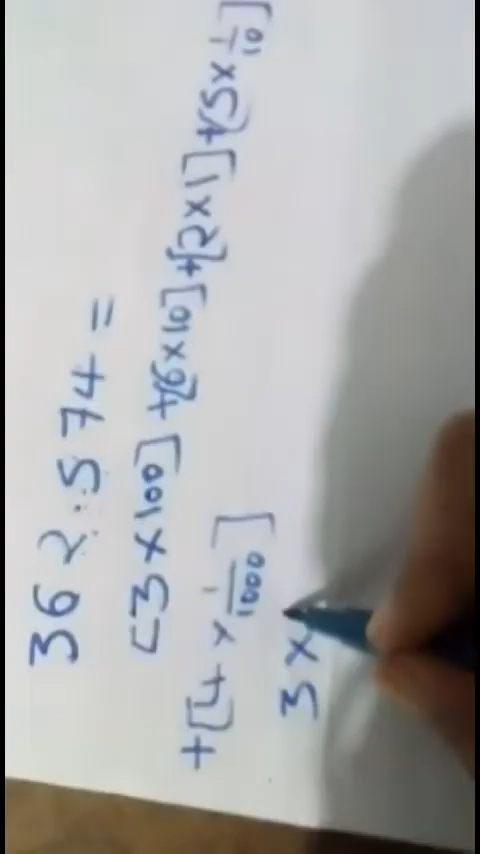 362.574 =
[3 x 100] + [6 x 10] + [2 x 1] + [5 x 1/10]
+ [4 x 1/1000]
3 x